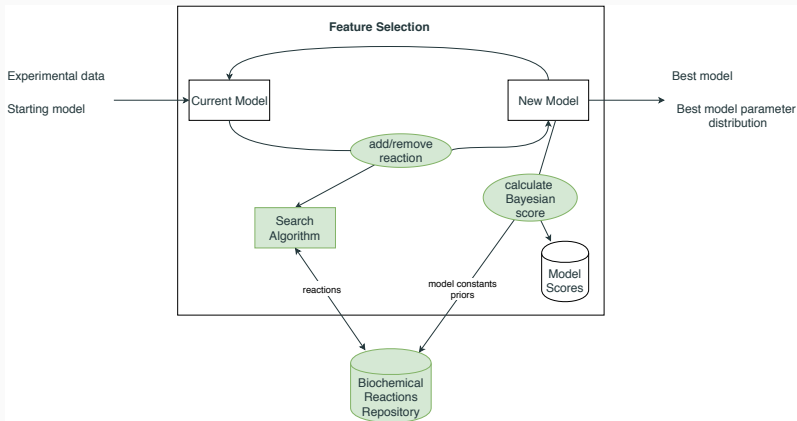 Feature Selection
Experimental data
Starting model
Current Model
New Model
Best model
Best model parameter
distribution
add/remove
reaction
calculate
Bayesian
score
Search
Algorithm
Model
Scores
reactions
model constants
priors
Biochemical
Reactions
Repository